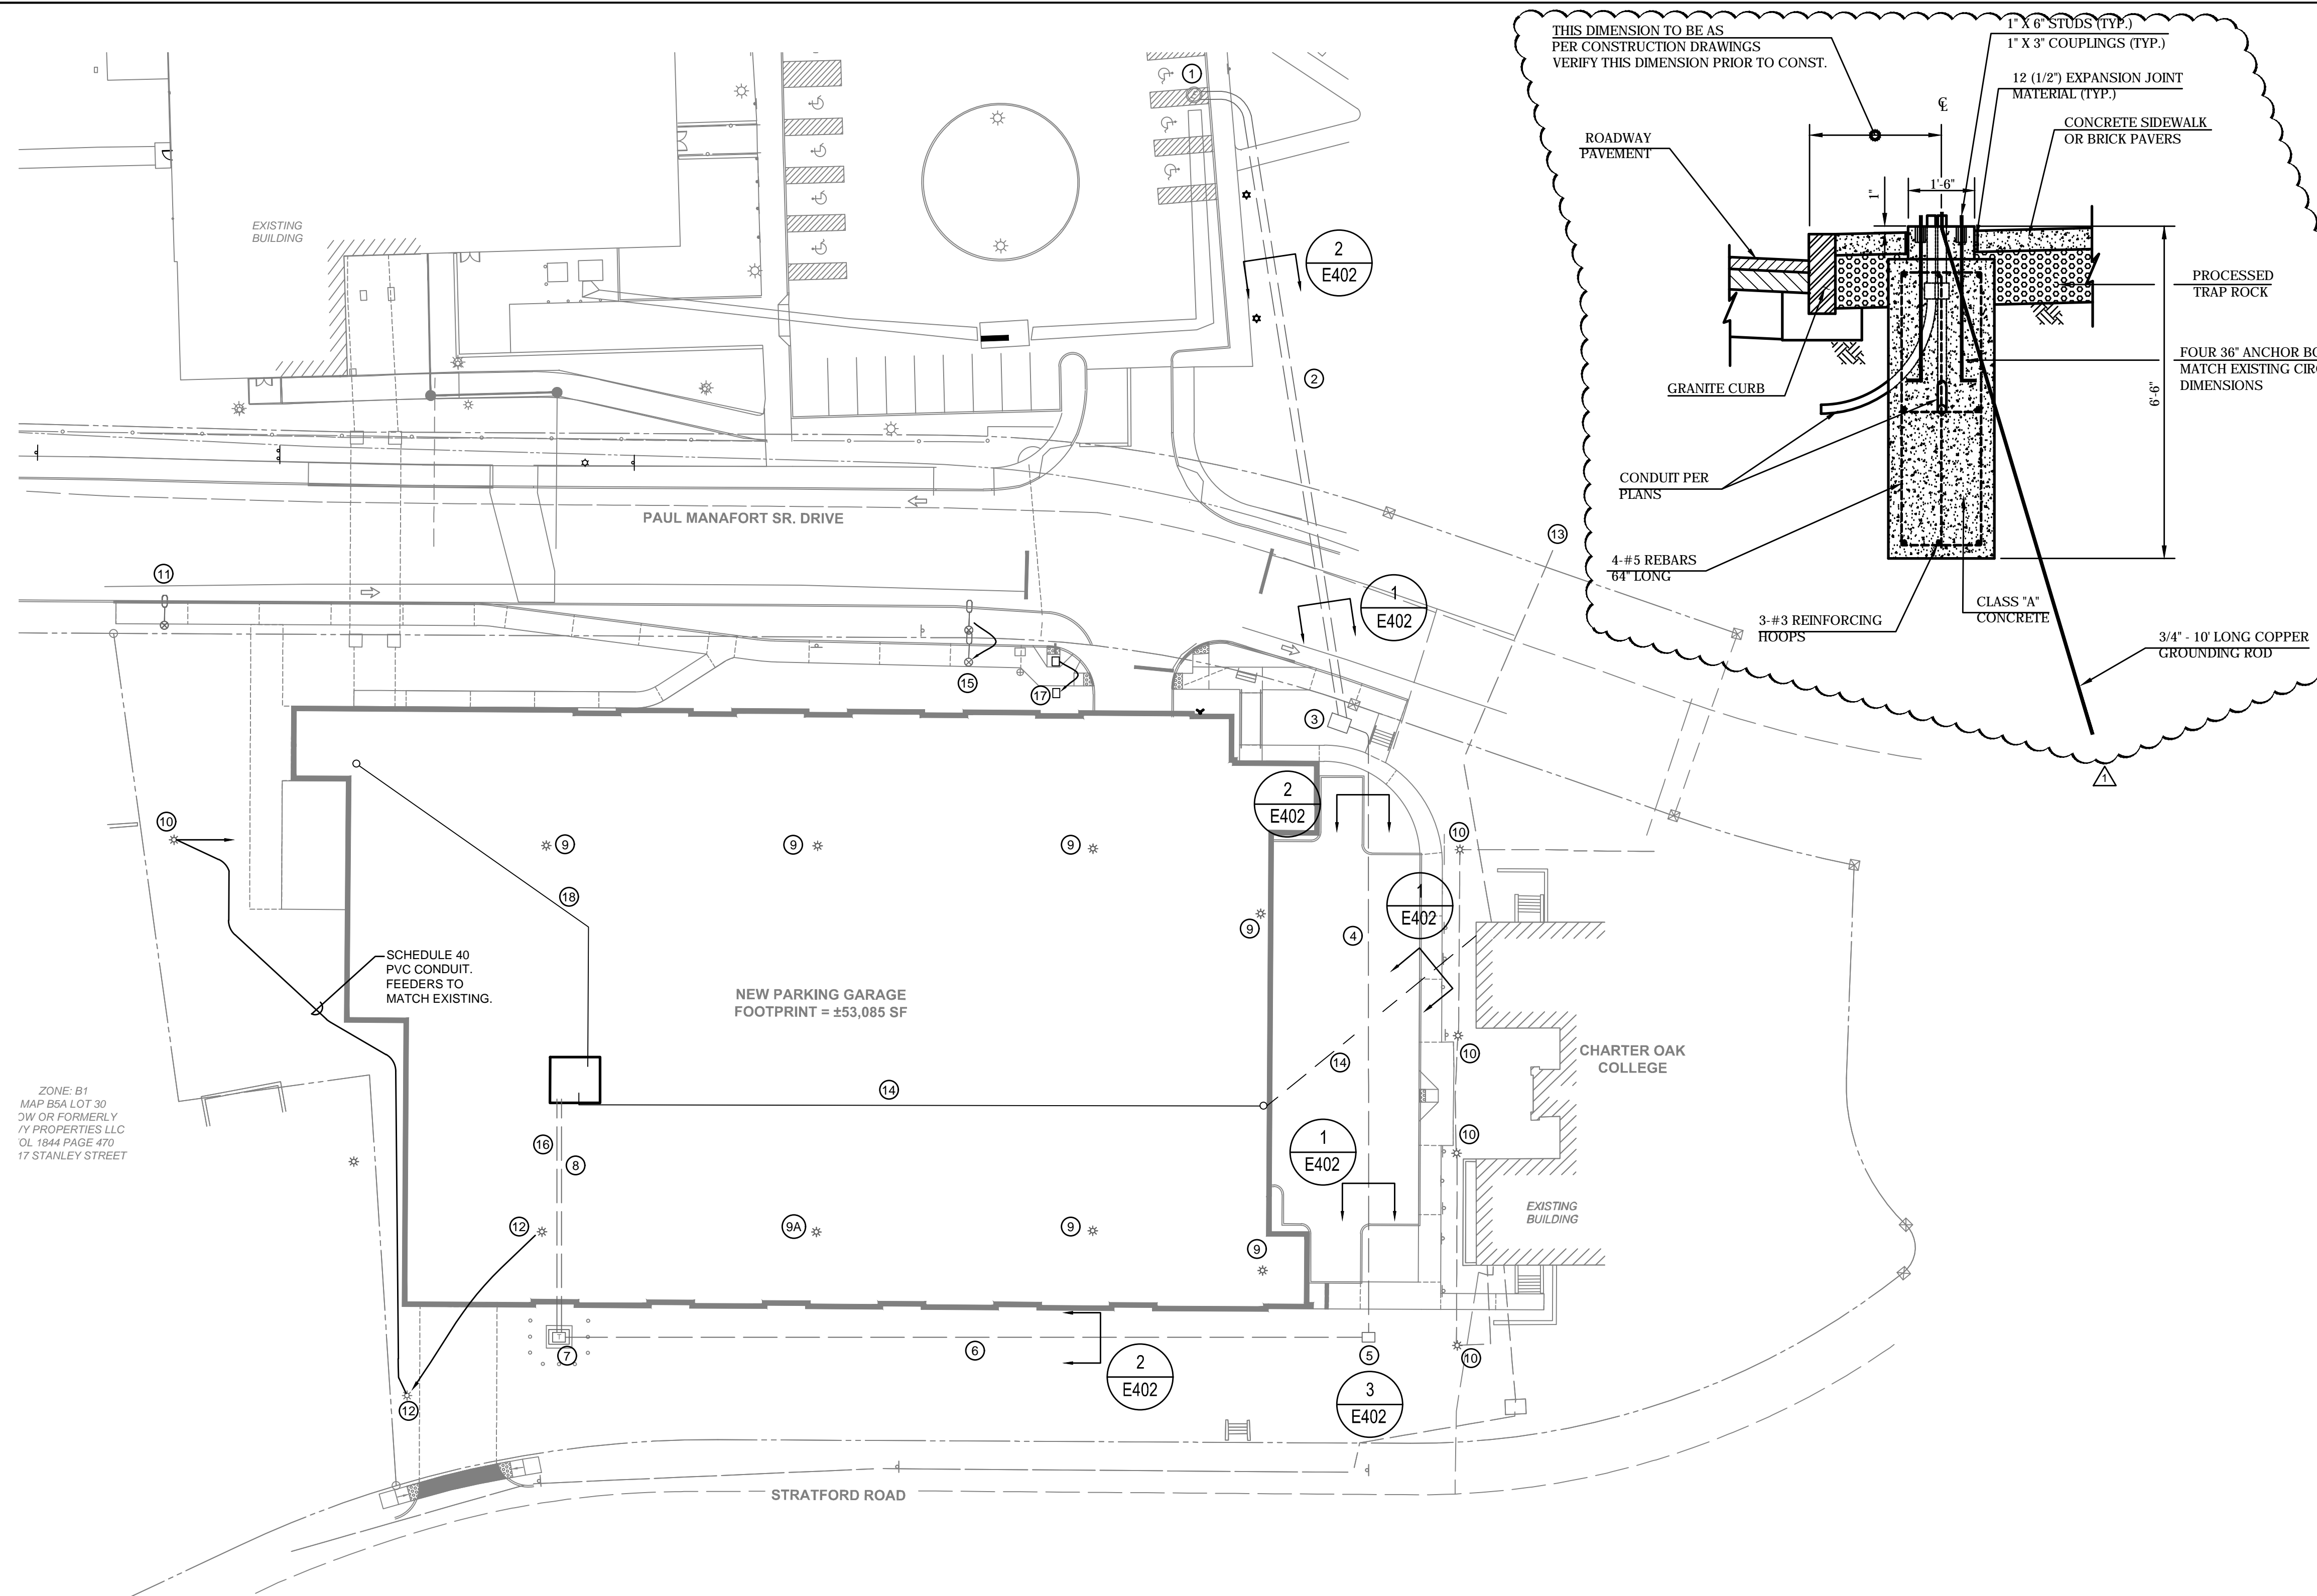 THIS DIMENSION TO BE AS
PER CONSTRUCTION DRAWINGS
VERIFY THIS DIMENSION PRIOR TO CONST.
1" X 6" STUDS (TYP.)
1" X 3" COUPLINGS (TYP.)
12 (1/2") EXPANSION JOINT
MATERIAL (TYP.)
CONCRETE SIDEWALK
OR BRICK PAVERS
ROADWAY
PAVEMENT
1"
1'-6"
PROCESSED
TRAP ROCK
FOUR 36" ANCHOR
MATCH EXISTING
DIMENSIONS
6'-6"
GRANITE CURB
CONDUIT PER
PLANS
4-#5 REBARS
64" LONG
3-#3 REINFORCING
HOOPS
CLASS "A"
CONCRETE
3/4" - 10' LONG COPPER
GROUNDING ROD
1
1
EXISTING
BUILDING
2
E402
2
PAUL MANAFORT SR. DRIVE
13
11
1
E402
15
17
3
2
E402
10
9
9
9
10
18
9
1
E402
4
SCHEDULE 40
PVC CONDUIT.
FEEDERS TO
MATCH EXISTING.
NEW PARKING GARAGE
FOOTPRINT = ±53,085 SF
CHARTER OAK
COLLEGE
10
14
14
ZONE: B1
MAP B5A LOT 30
OR FORMERLY
PROPERTIES LLC
1844 PAGE 470
STANLEY STREET
16
8
1
E402
10
EXISTING
BUILDING
12
9A
9
9
T
7
6
5
10
2
E402
3
E402
12
STRATFORD ROAD